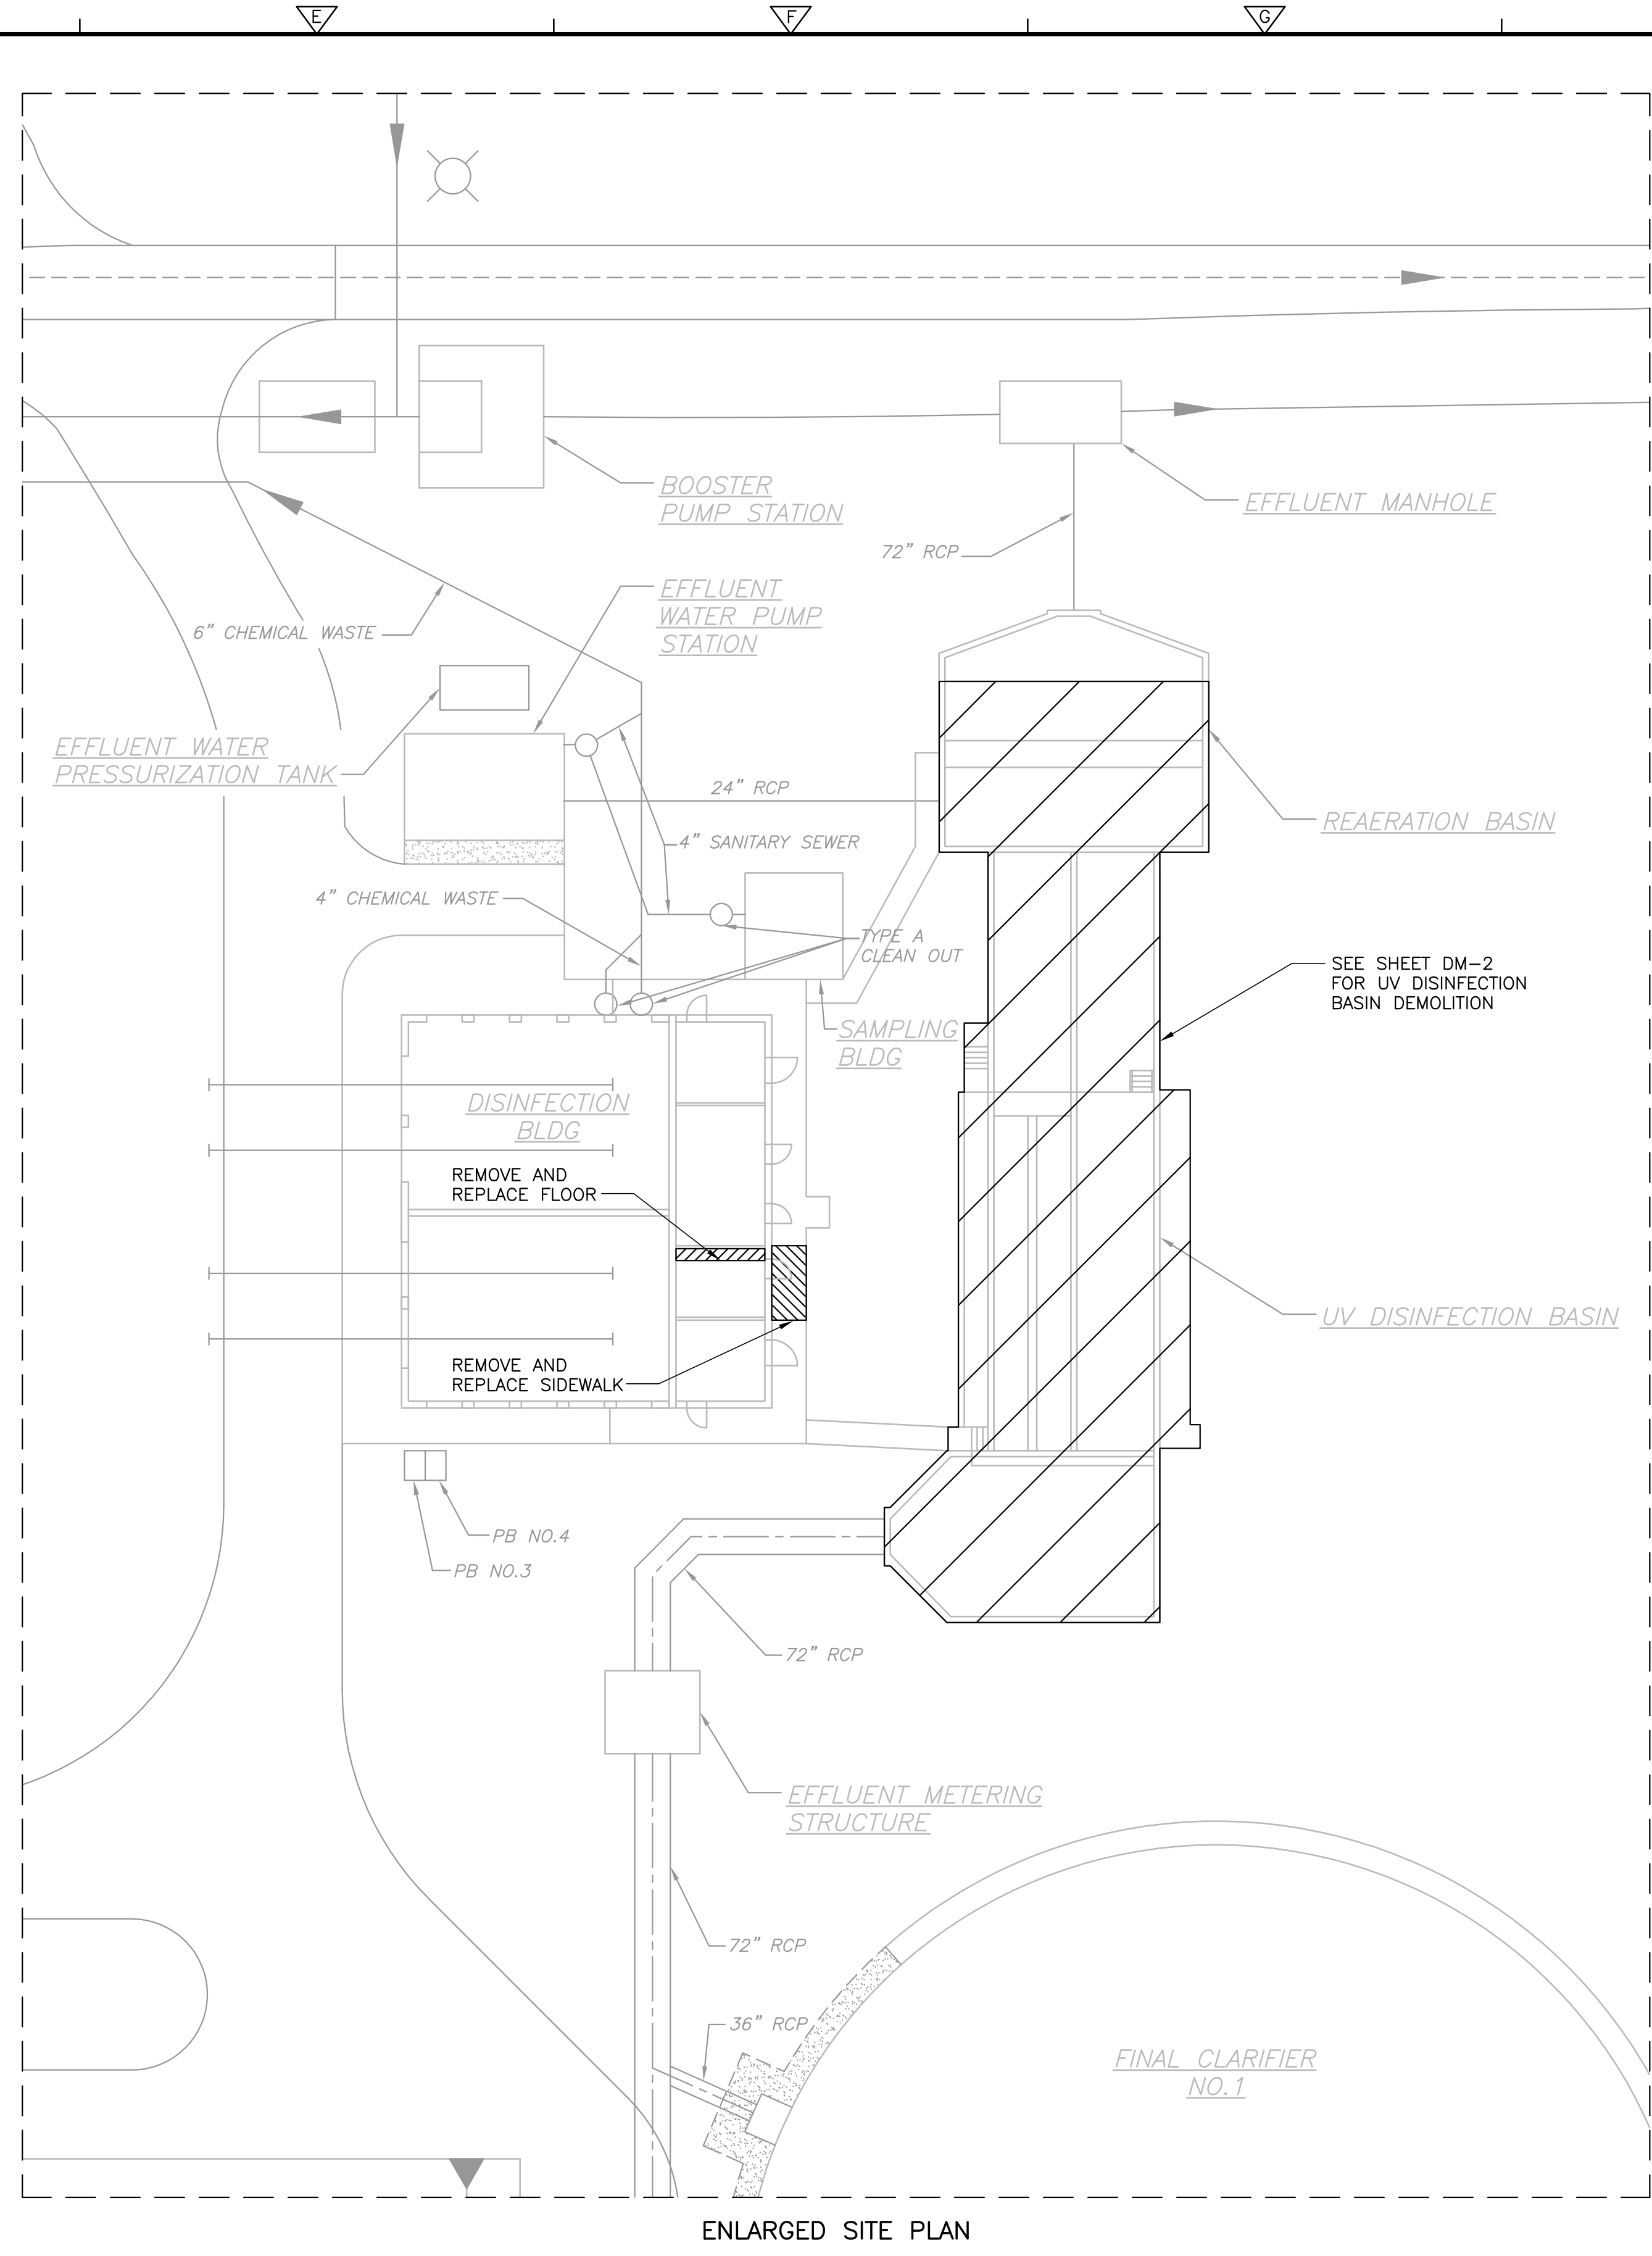 E
F
G
BOOSTER
PUMP STATION
EFFLUENT MANHOLE
72" RCP
EFFLUENT
WATER PUMP
STATION
6" CHEMICAL WASTE
EFFLUENT WATER
PRESSURIZATION TANK
24" RCP
REAERATION BASIN
4" SANITARY SEWER
4" CHEMICAL WASTE
TYPE A
CLEAN OUT
SEE SHEET DM-2
FOR UV DISINFECTION
BASIN DEMOLITION
SAMPLING
BLDG
DISINFECTION
BLDG
REMOVE AND
REPLACE FLOOR
UV DISINFECTION BASIN
REMOVE AND
REPLACE SIDEWALK
PB NO.4
PB NO.3
72" RCP
EFFLUENT METERING
STRUCTURE
72" RCP
36" RCP
FINAL CLARIFIER
NO.1
ENLARGED SITE PLAN